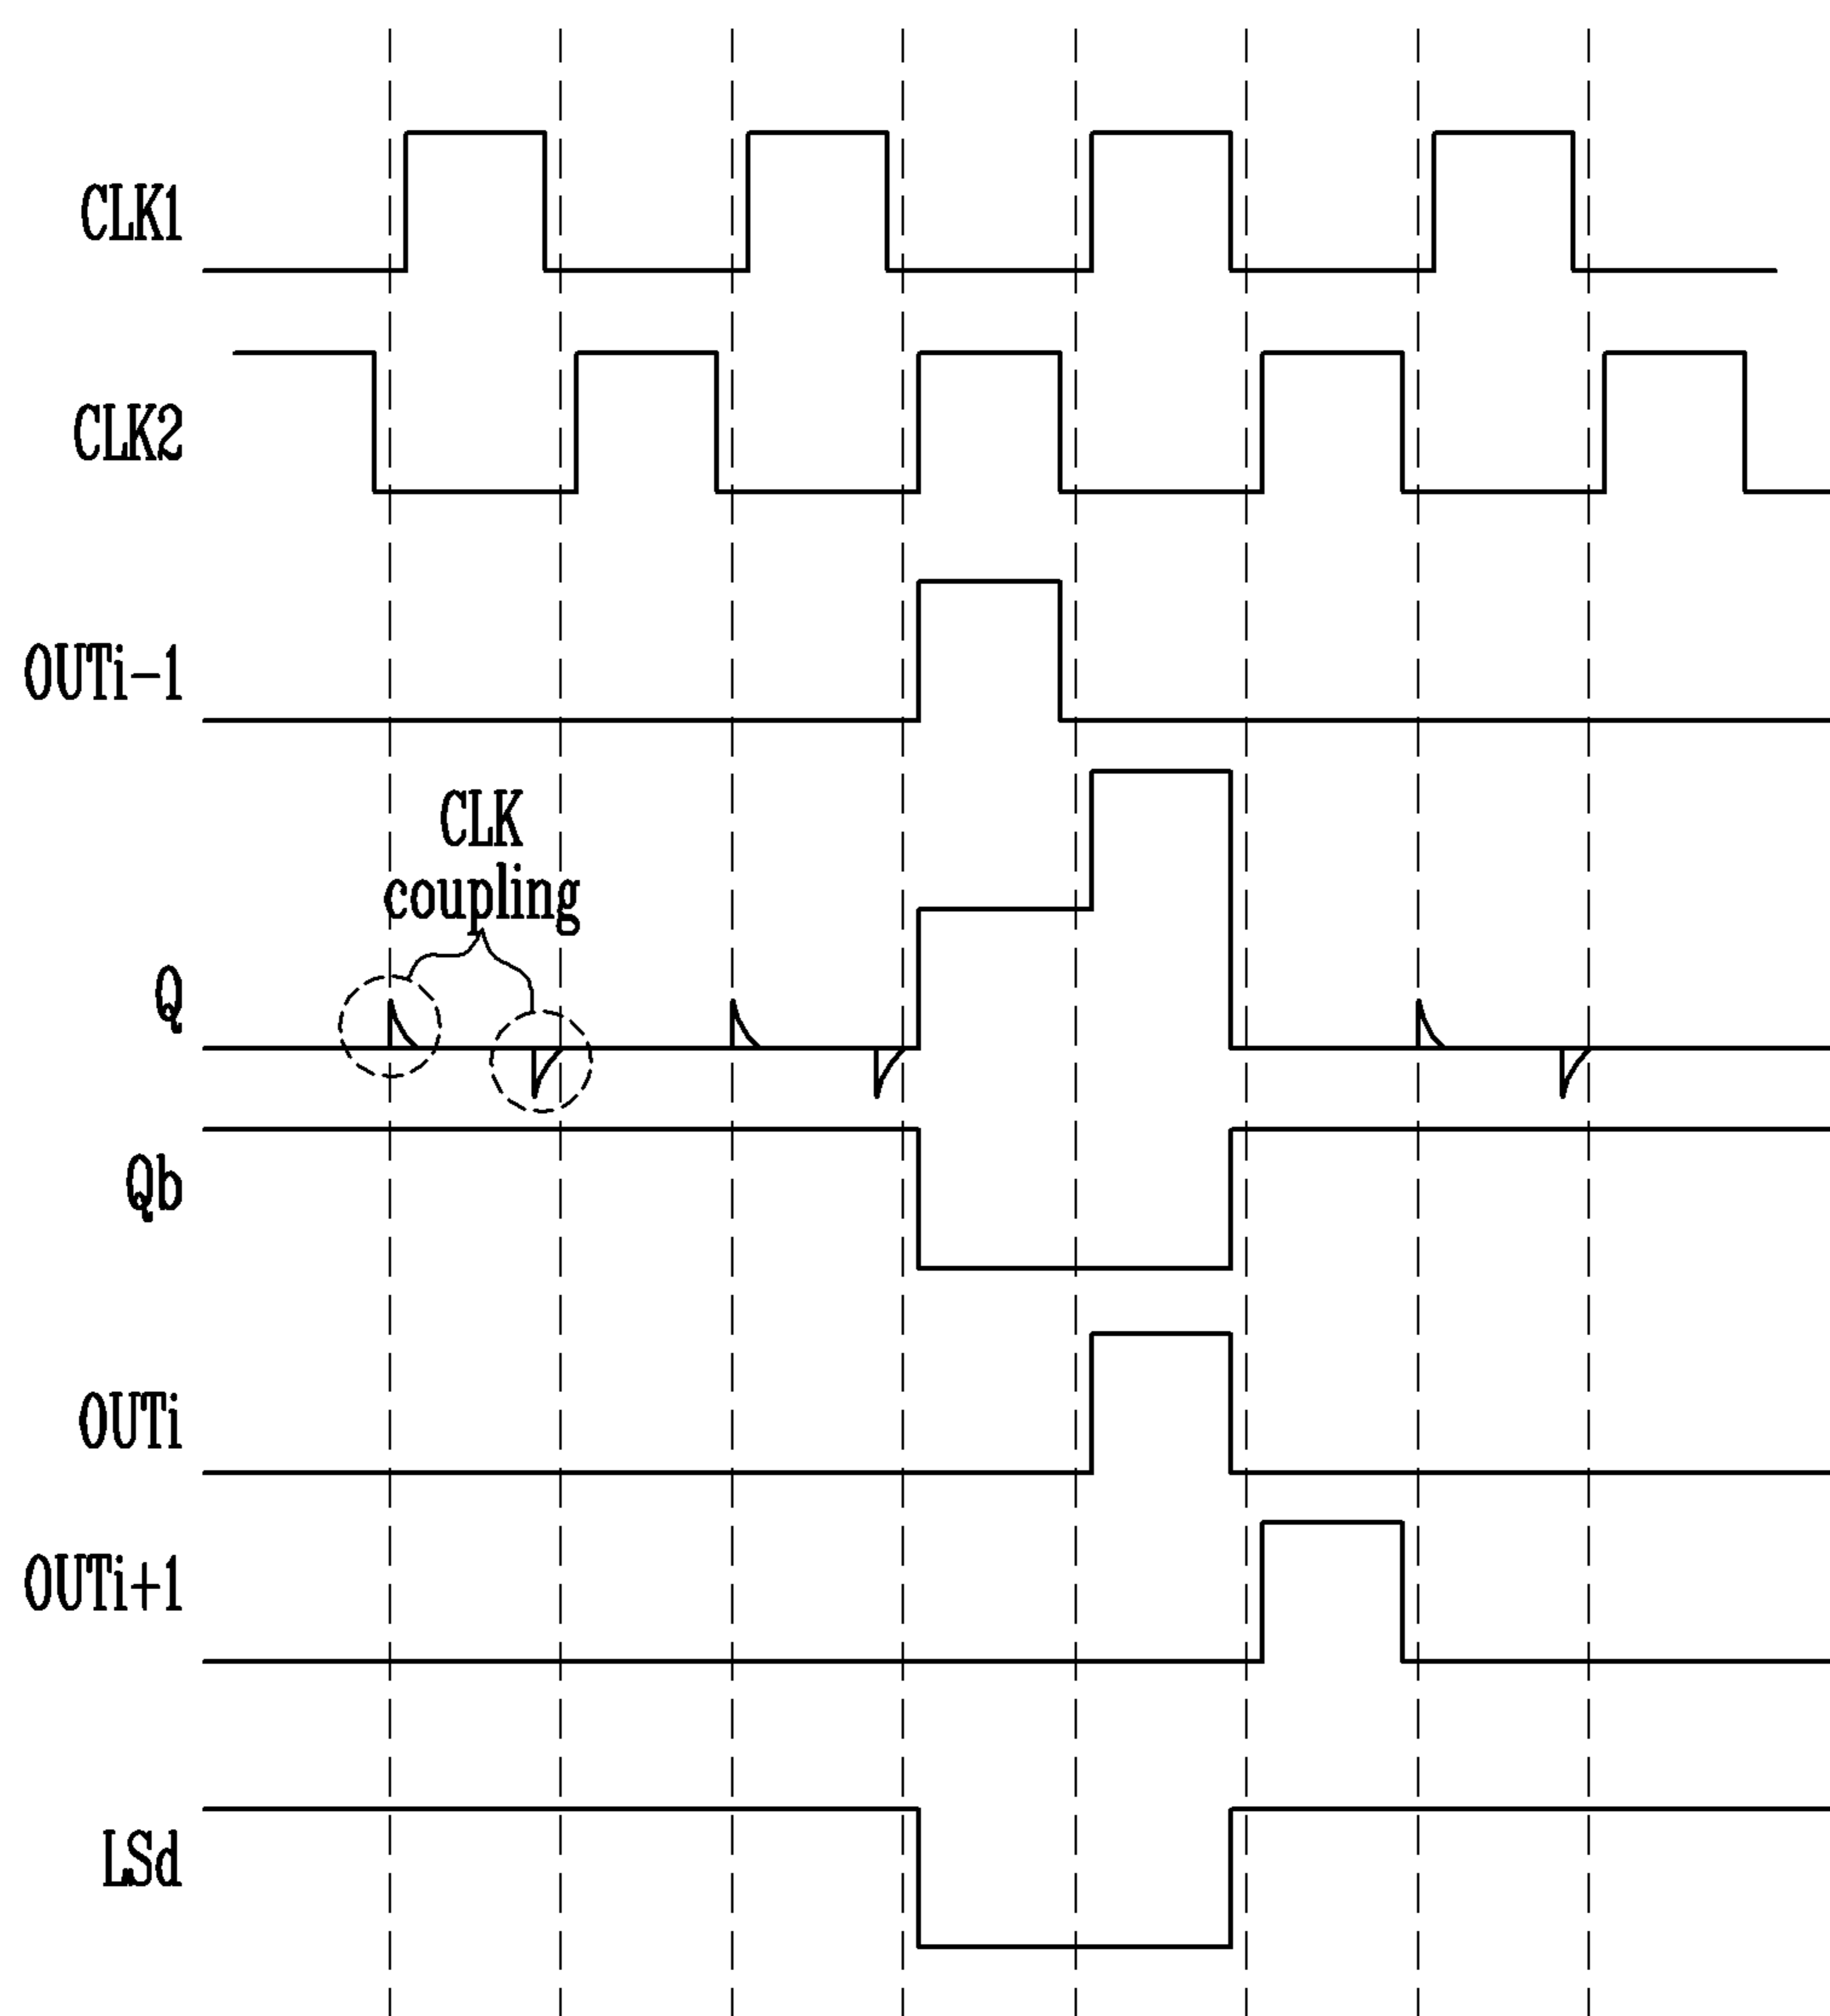 CLK1
CLK2
OUTi-1
CLK
coupling
Q
Qb
OUTi
OUTi+1
LSd